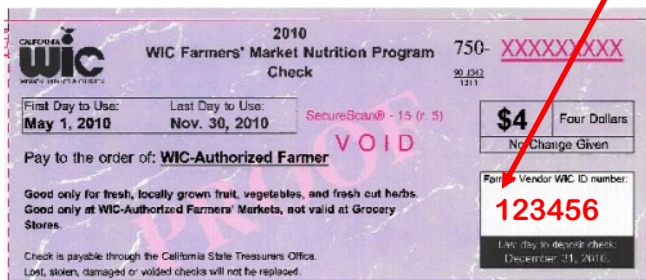 2010
CALIFORNIA
wic
WOMEN, INFANTS & CHILDREN
WIC Farmers' Market Nutrition Program
Check
750- XXXXXXXXX
90-1342
1211
First Day to Use:
May 1, 2010
Last Day to Use:
Nov. 30, 2010
SecureScan® - 15 (r. 5)
VOID
$4
Four Dollars
No Change Given
Pay to the order of: WIC-Authorized Farmer
PROOF
Good only for fresh, locally grown fruit, vegetables, and fresh cut herbs.
Good only at WIC-Authorized Farmers' Markets, not valid at Grocery
Stores.
Farmer Vendor WIC ID number:
123456
Last day to deposit check:
December 31, 2010.
Check is payable through the California State Treasurers Office.
Lost, stolen, damaged or voided checks will not be replaced.